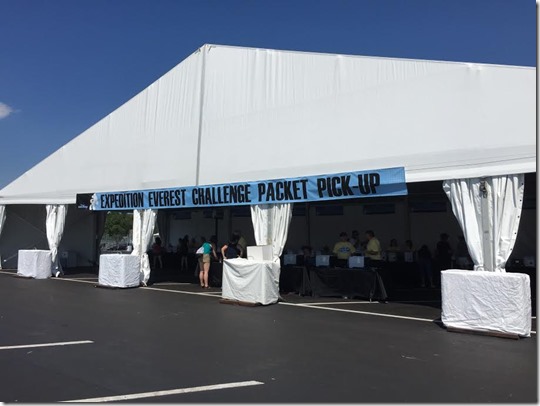 EXPEDITION EVEREST CHALLENGE PACKET PICK-UP